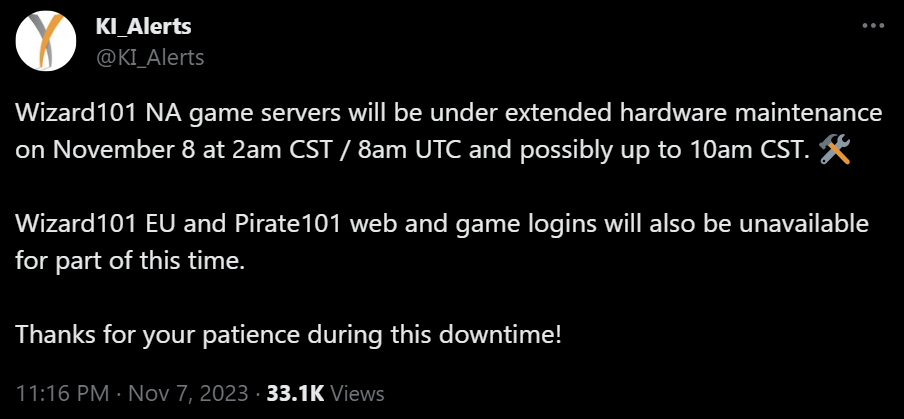 KI_Alerts
@KI_Alerts
Wizard101 NA game servers will be under extended hardware maintenance
on November 8 at 2am CST / 8am UTC and possibly up to 10am CST. 🛠️
Wizard101 EU and Pirate101 web and game logins will also be unavailable
for part of this time.
Thanks for your patience during this downtime!
11:16 PM · Nov 7, 2023 · 33.1K Views